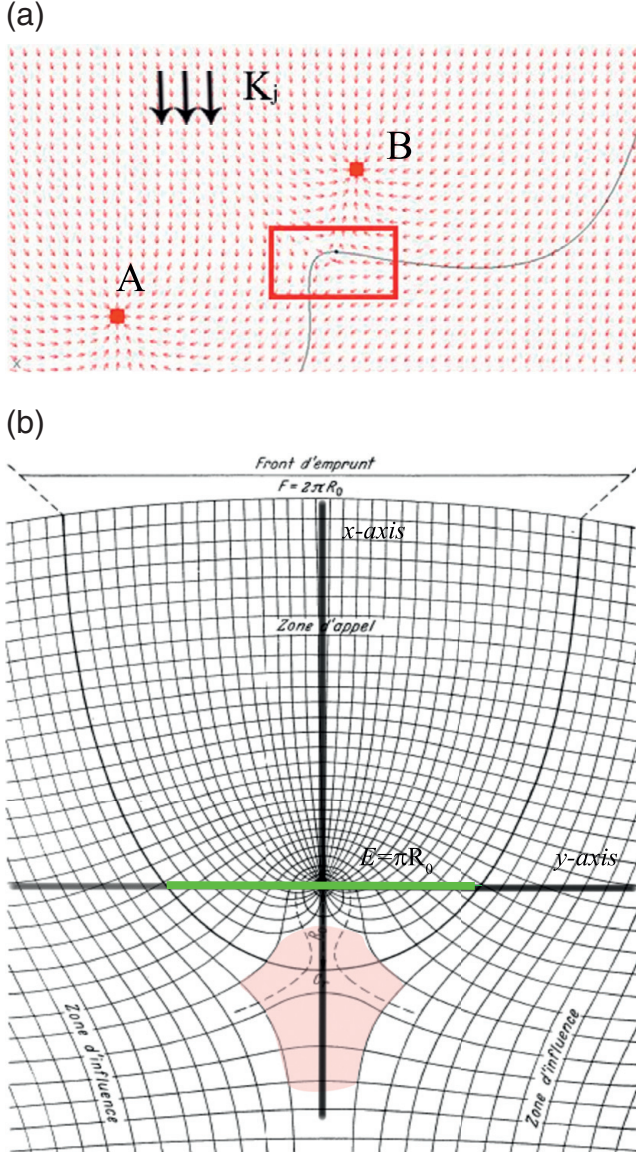 (a)
Kj
B
A
x
(b)
Front d'emprunt
F = 2πR₀
x-axis
Zone d'appel
E=πR₀
y-axis
Zone d'influence
Zone d'influence